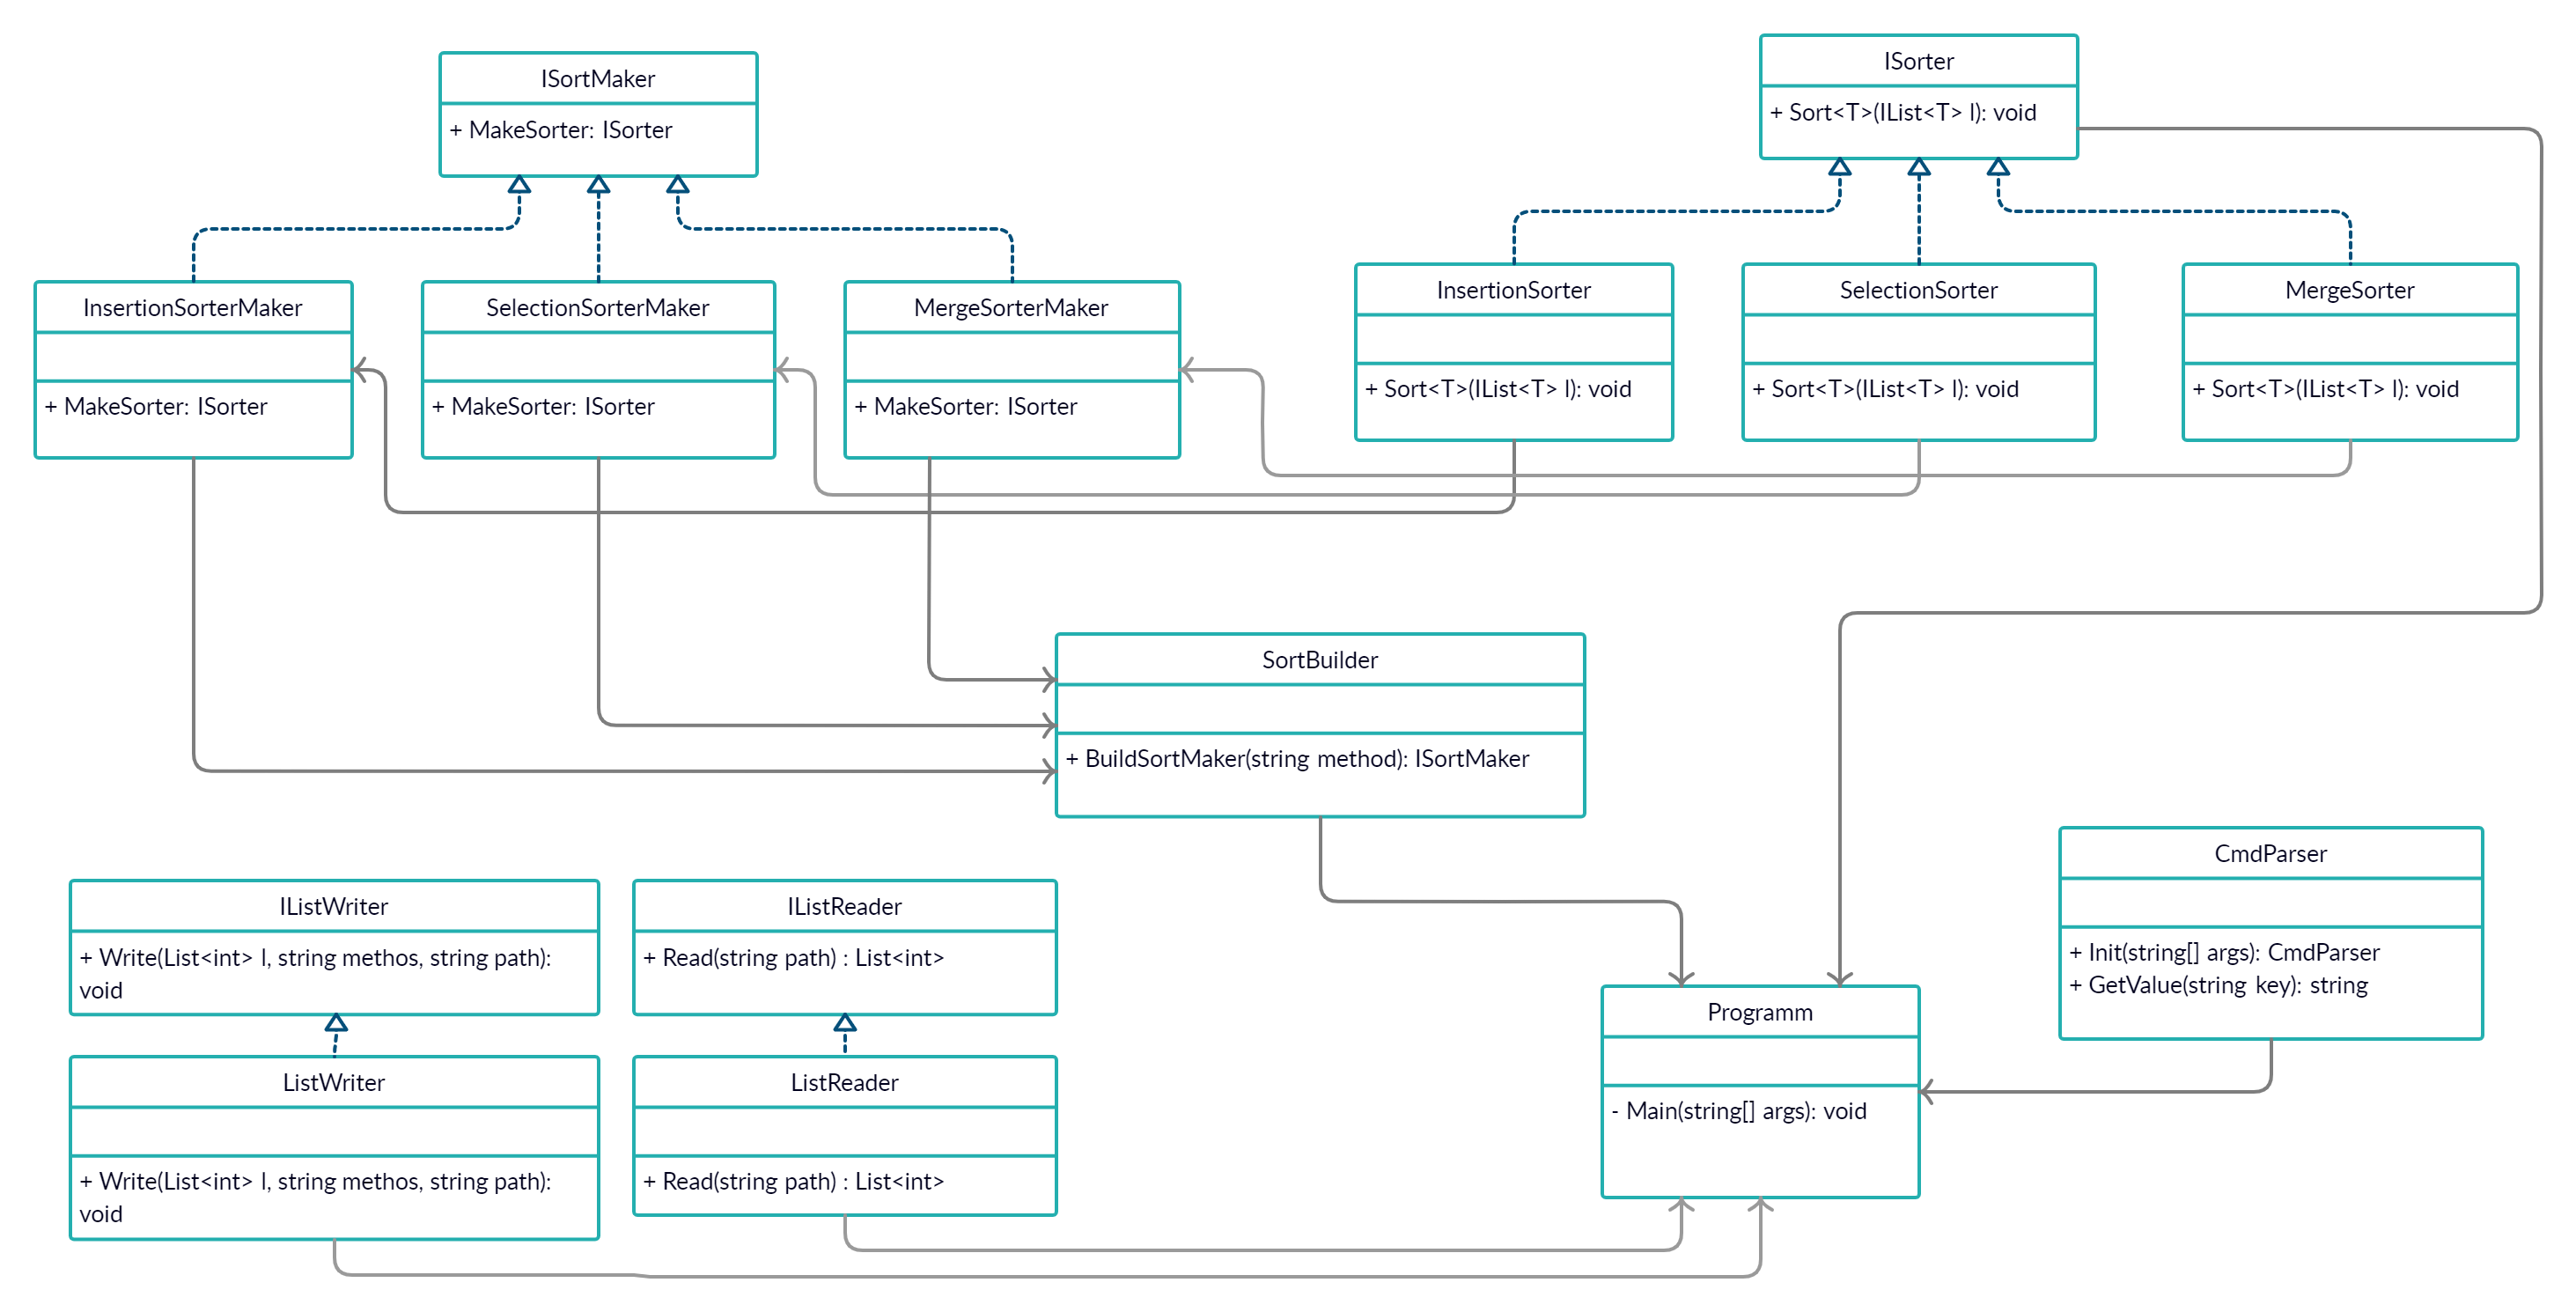 ISortMaker
+ MakeSorter: ISorter
ISorter
+ Sort<T>(IList<T> l): void
InsertionSorterMaker
+ MakeSorter: ISorter
SelectionSorterMaker
+ MakeSorter: ISorter
MergeSorterMaker
+ MakeSorter: ISorter
InsertionSorter
+ Sort<T>(IList<T> l): void
SelectionSorter
+ Sort<T>(IList<T> l): void
MergeSorter
+ Sort<T>(IList<T> l): void
SortBuilder
+ BuildSortMaker(string method): ISortMaker
CmdParser
+ Init(string[] args): CmdParser
+ GetValue(string key): string
IListWriter
+ Write(List<int> l, string methos, string path):
void
IListReader
+ Read(string path) : List<int>
Programm
- Main(string[] args): void
ListWriter
+ Write(List<int> l, string methos, string path):
void
ListReader
+ Read(string path) : List<int>